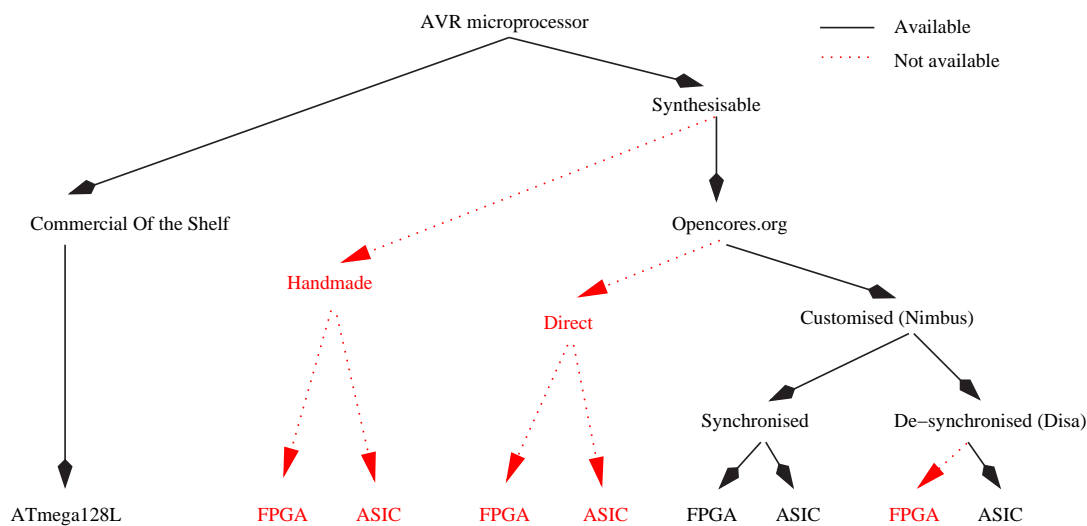 AVR microprocessor
Available
Not available
Synthesisable
Commercial Of the Shelf
Opencores.org
Handmade
Direct
Customised (Nimbus)
Synchronised
De−synchronised (Disa)
ATmega128L
FPGA
ASIC
FPGA
ASIC
FPGA
ASIC
FPGA
ASIC